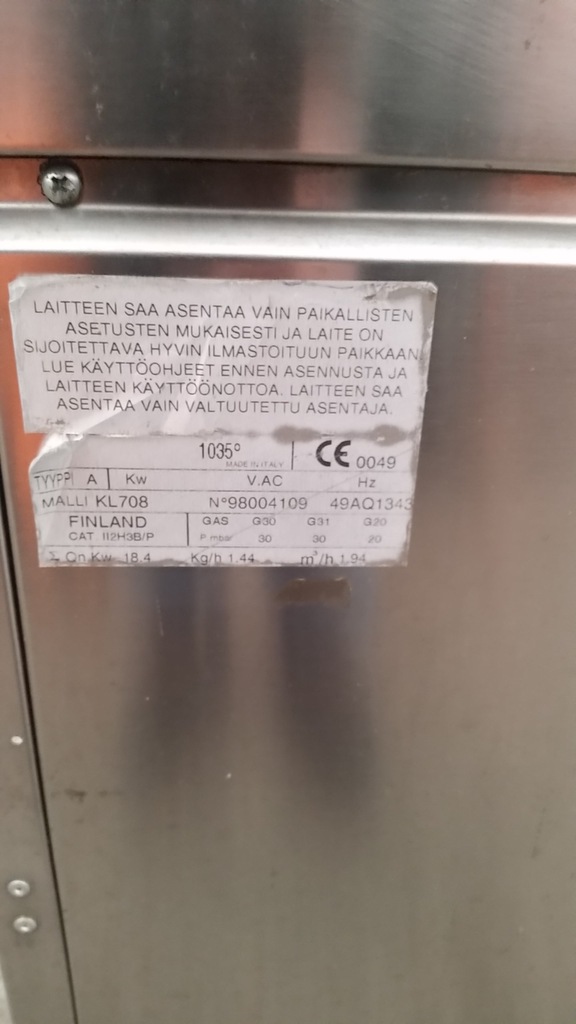 LAITTEEN SAA ASENTAA VAIN PAIKALLISTEN
ASETUSTEN MUKAISESTI JA LAITE ON
SIJOITETTAVA HYVIN ILMASTOITUUN PAIKKAAN
LUE KÄYTTÖOHJEET ENNEN ASENNUSTA JA
LAITTEEN KÄYTTÖÖNOTTOA. LAITTEEN SAA
ASENTAA VAIN VALTUUTETTU ASENTAJA.
1035° MADE IN ITALY CE 0049
TYYPPI A Kw V.AC Hz
MALLI KL708 N°98004109 49AQ1343
FINLAND GAS G30 G31 G20
CAT II2H3B/P P mbar 30 30 20
Σ Qn Kw 18.4 Kg/h 1.44 m³/h 1.94